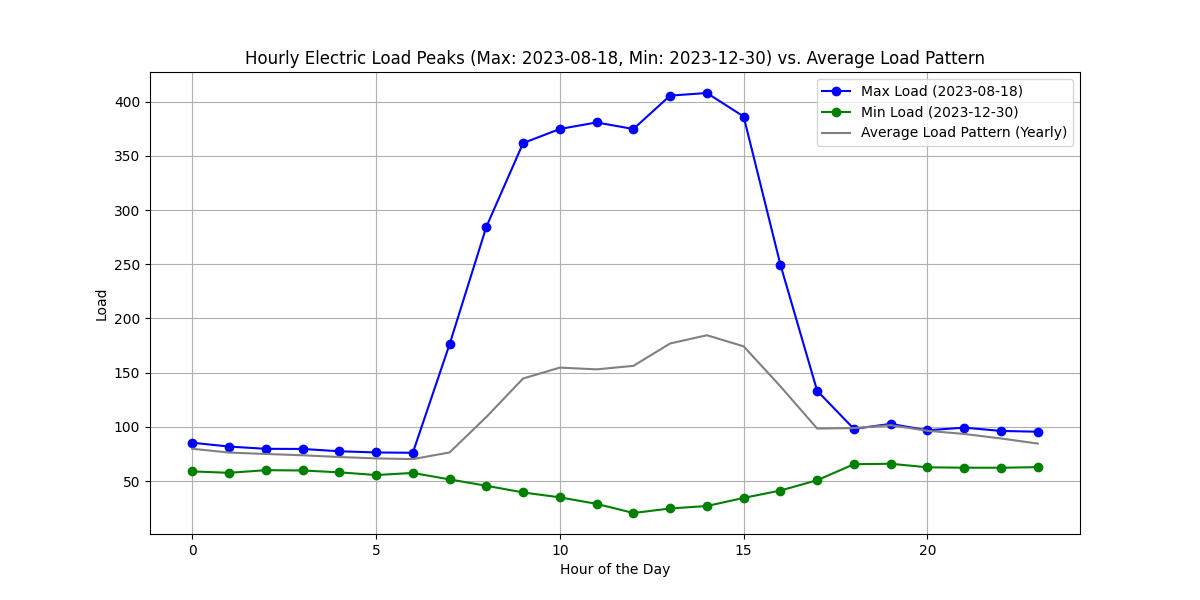 Hourly Electric Load Peaks (Max: 2023-08-18, Min: 2023-12-30) vs. Average Load Pattern
Max Load (2023-08-18)
Min Load (2023-12-30)
Average Load Pattern (Yearly)
400
350
300
250
200
150
100
50
Load
0 5 10 15 20
Hour of the Day